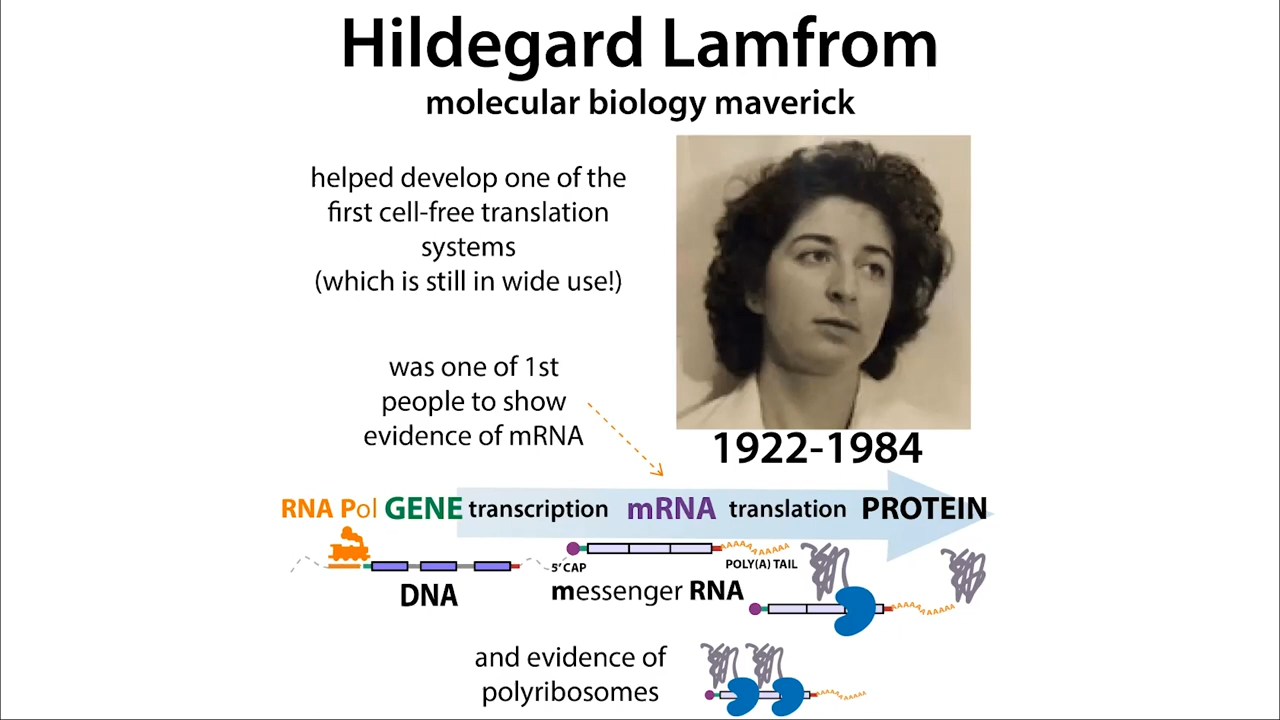 Hildegard Lamfrom
molecular biology maverick
helped develop one of the
first cell-free translation
systems
(which is still in wide use!)
was one of 1st
people to show
evidence of mRNA
1922-1984
RNA Pol GENE transcription mRNA translation PROTEIN
AAAAAAAAAA
5' CAP
POLY(A) TAIL
DNA
messenger RNA
and evidence of
polyribosomes